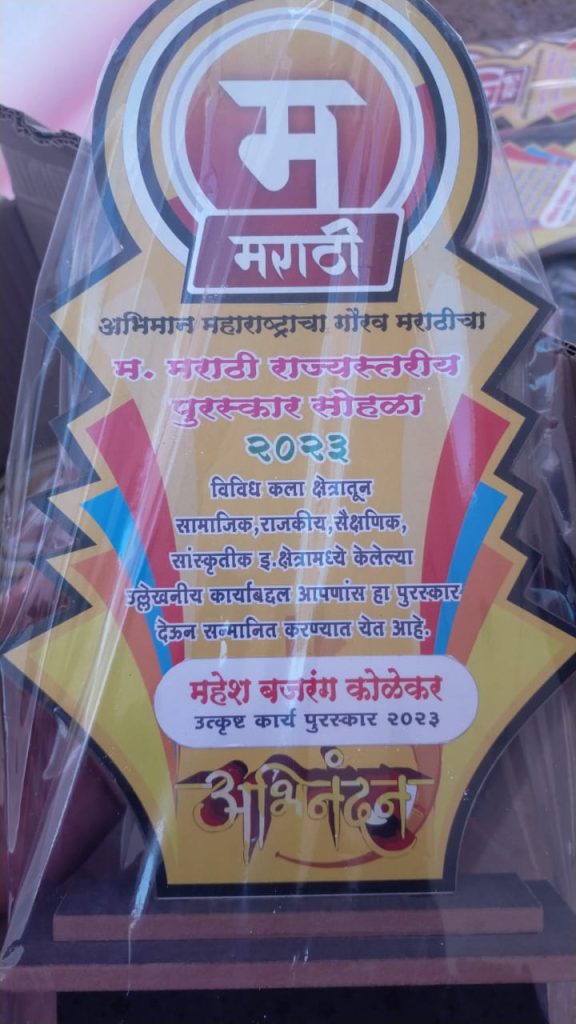 म
मराठी
अभिमान महाराष्ट्राचा गौरव मराठीचा
म. मराठी राज्यस्तरीय
पुरस्कार सोहळा
२०२३
विविध कला क्षेत्रातून
सामाजिक,राजकीय,सैक्षणिक,
सांस्कृतीक इ.क्षेत्रामध्ये केलेल्या
उल्लेखनीय कार्याबद्दल आपणांस हा पुरस्कार
देऊन सन्मानित करण्यात येत आहे.
महेश बजरंग कोळेकर
उत्कृष्ट कार्य पुरस्कार २०२३
अभिनंदन